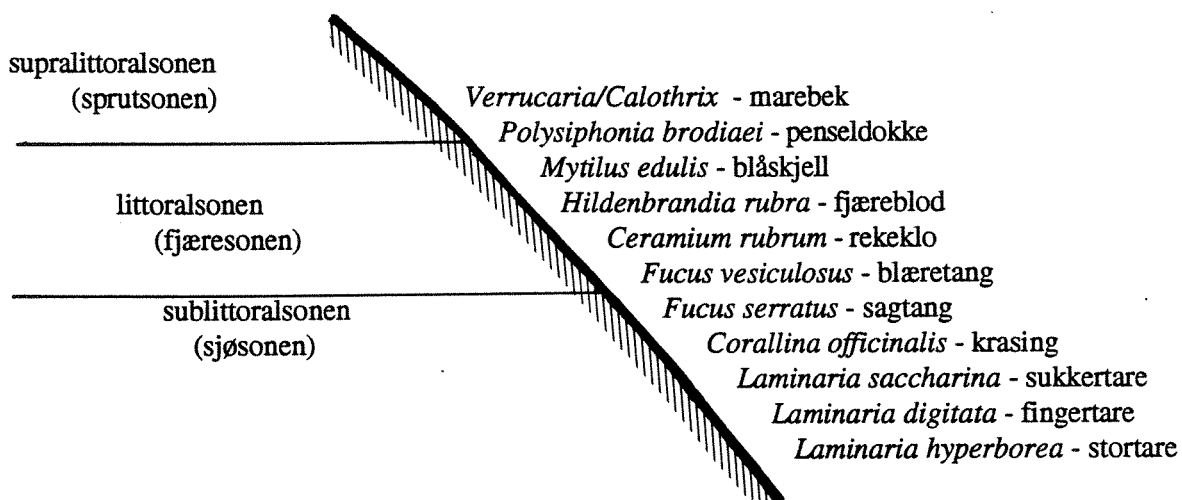 supralittoralsonen
(sprutsonen)
Verrucaria/Calothrix - marebek
Polysiphonia brodiaei - penseldokke
Mytilus edulis - blåskjell
littoralsonen
(fjæresonen)
Hildenbrandia rubra - fjæreblod
Ceramium rubrum - rekeklo
Fucus vesiculosus - blæretang
sublittoralsonen
(sjøsonen)
Fucus serratus - sagtang
Corallina officinalis - krasing
Laminaria saccharina - sukkertare
Laminaria digitata - fingertare
Laminaria hyperborea - stortare